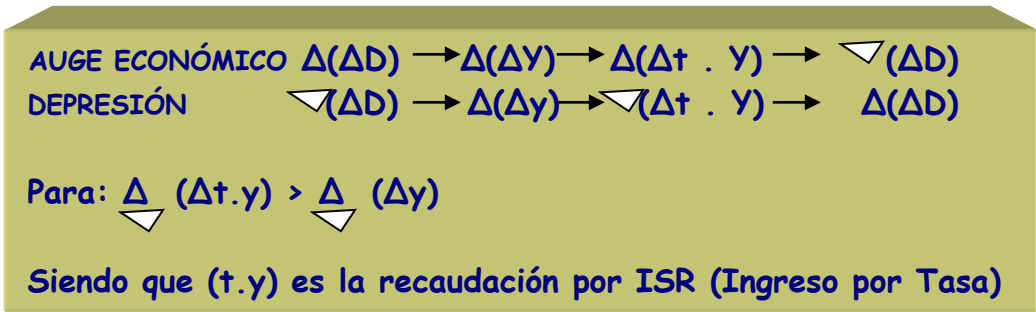 AUGE ECONÓMICO Δ(ΔD) → Δ(ΔY) → Δ(Δt . Y) → ▽(ΔD)
DEPRESIÓN ▽(ΔD) → Δ(Δy) → ▽(Δt . Y) → Δ(ΔD)
Para: Δ▽ (Δt.y) > Δ▽ (Δy)
Siendo que (t.y) es la recaudación por ISR (Ingreso por Tasa)